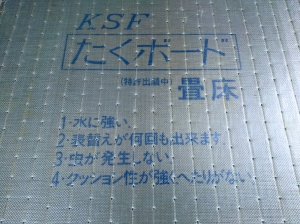 KSF
たくボード
(特許出願中) 畳床
1・水に強い。
2・表替えが何回も出来ます。
3・虫が発生しない。
4・クッション性が強くへたりがない。